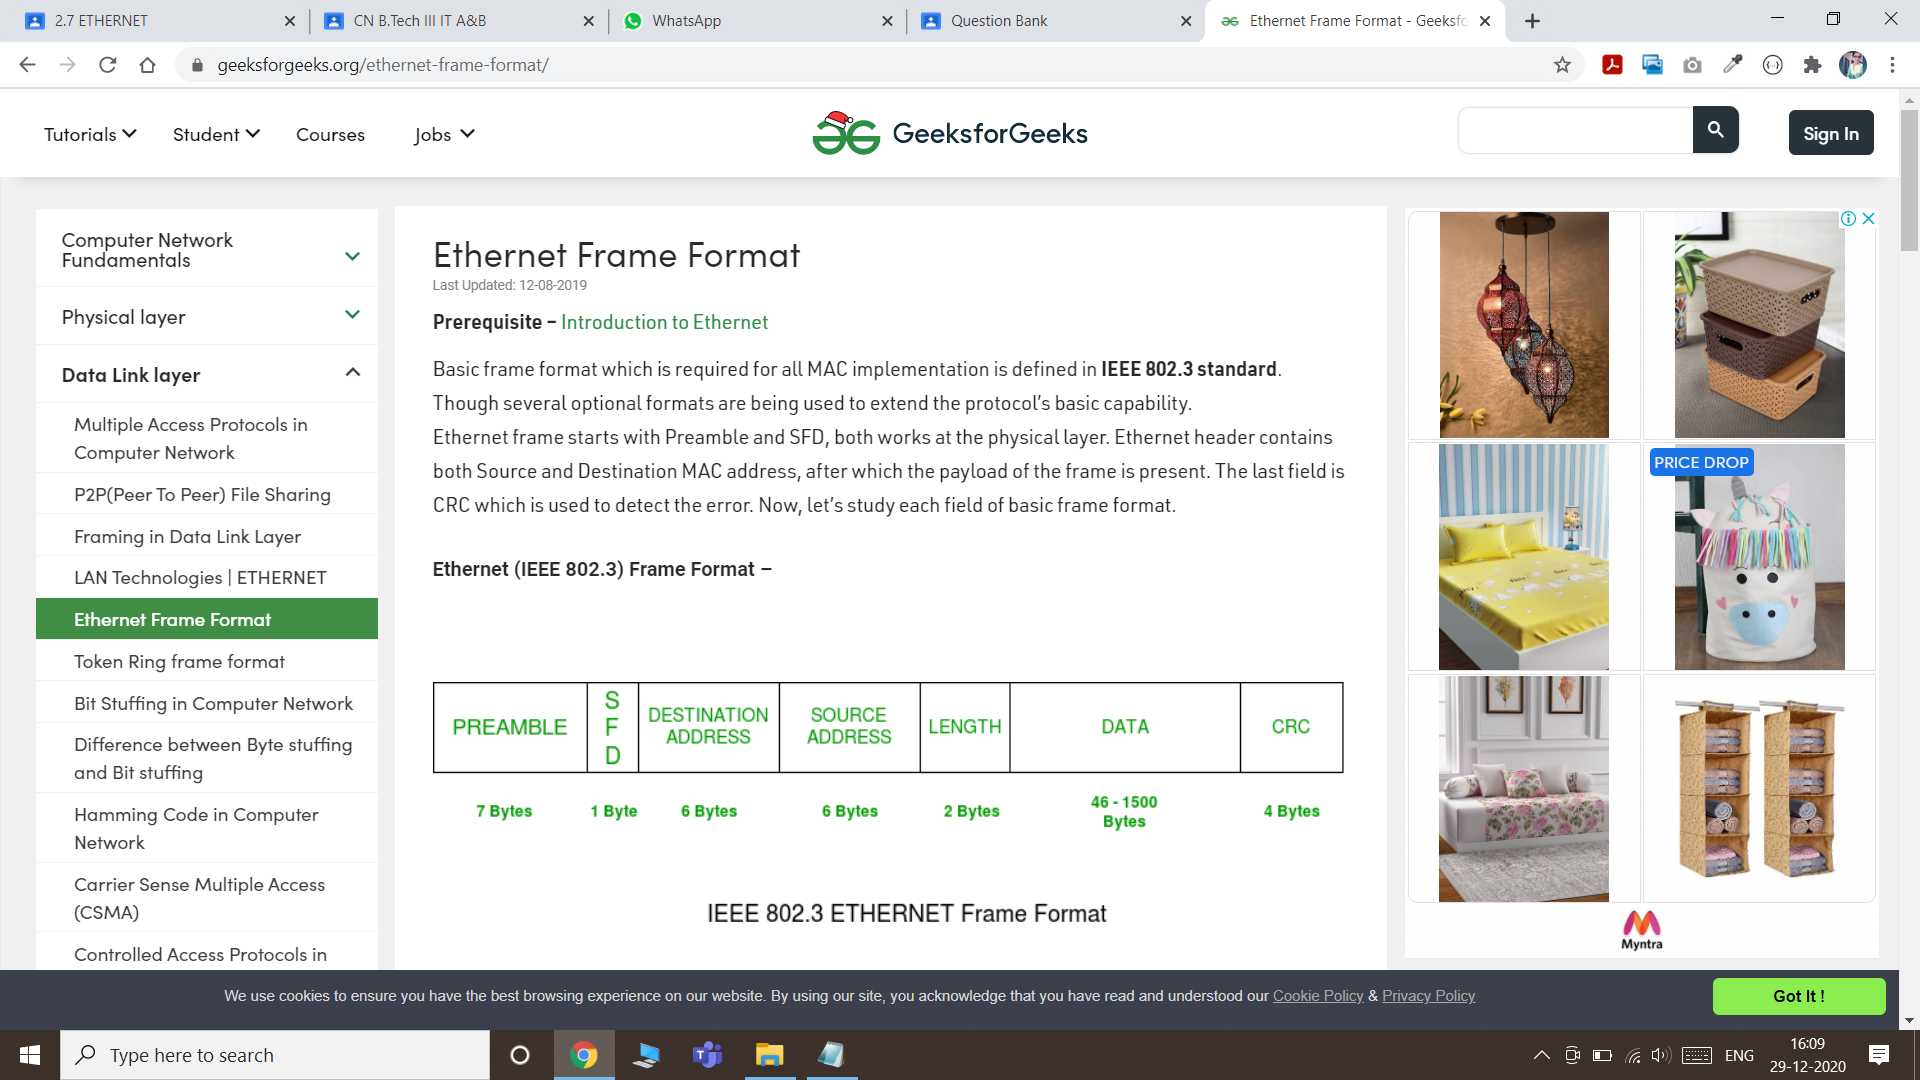 2.7 ETHERNET
CN B.Tech III IT A&B
WhatsApp
Question Bank
Ethernet Frame Format - Geeksfo
geeksforgeeks.org/ethernet-frame-format/
Tutorials
Student
Courses
Jobs
GeeksforGeeks
Sign In
Computer Network
Fundamentals
Physical layer
Data Link layer
Multiple Access Protocols in
Computer Network
P2P(Peer To Peer) File Sharing
Framing in Data Link Layer
LAN Technologies | ETHERNET
Ethernet Frame Format
Token Ring frame format
Bit Stuffing in Computer Network
Difference between Byte stuffing
and Bit stuffing
Hamming Code in Computer
Network
Carrier Sense Multiple Access
(CSMA)
Controlled Access Protocols in
Ethernet Frame Format
Last Updated: 12-08-2019
Prerequisite – Introduction to Ethernet
Basic frame format which is required for all MAC implementation is defined in IEEE 802.3 standard.
Though several optional formats are being used to extend the protocol's basic capability.
Ethernet frame starts with Preamble and SFD, both works at the physical layer. Ethernet header contains
both Source and Destination MAC address, after which the payload of the frame is present. The last field is
CRC which is used to detect the error. Now, let's study each field of basic frame format.
Ethernet (IEEE 802.3) Frame Format –
PREAMBLE
S
F
D
DESTINATION
ADDRESS
SOURCE
ADDRESS
LENGTH
DATA
CRC
7 Bytes
1 Byte
6 Bytes
6 Bytes
2 Bytes
46 - 1500
Bytes
4 Bytes
IEEE 802.3 ETHERNET Frame Format
PRICE DROP
Myntra
We use cookies to ensure you have the best browsing experience on our website. By using our site, you acknowledge that you have read and understood our Cookie Policy & Privacy Policy
Got It !
Type here to search
ENG
16:09
29-12-2020